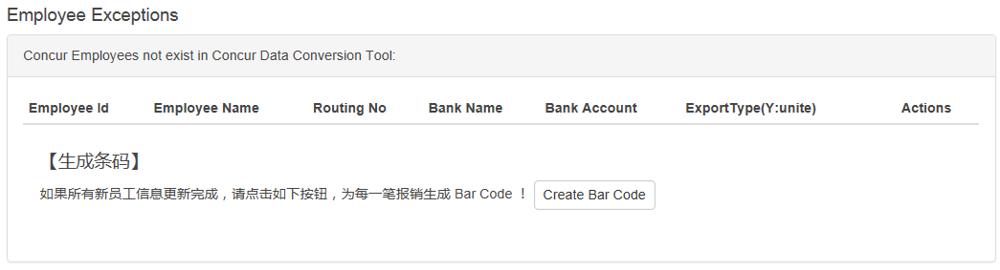 Employee Exceptions
Concur Employees not exist in Concur Data Conversion Tool:
Employee Id Employee Name Routing No Bank Name Bank Account ExportType(Y:unite) Actions
【生成条码】
如果所有新员工信息更新完成，请点击如下按钮，为每一笔报销生成 Bar Code ！ Create Bar Code